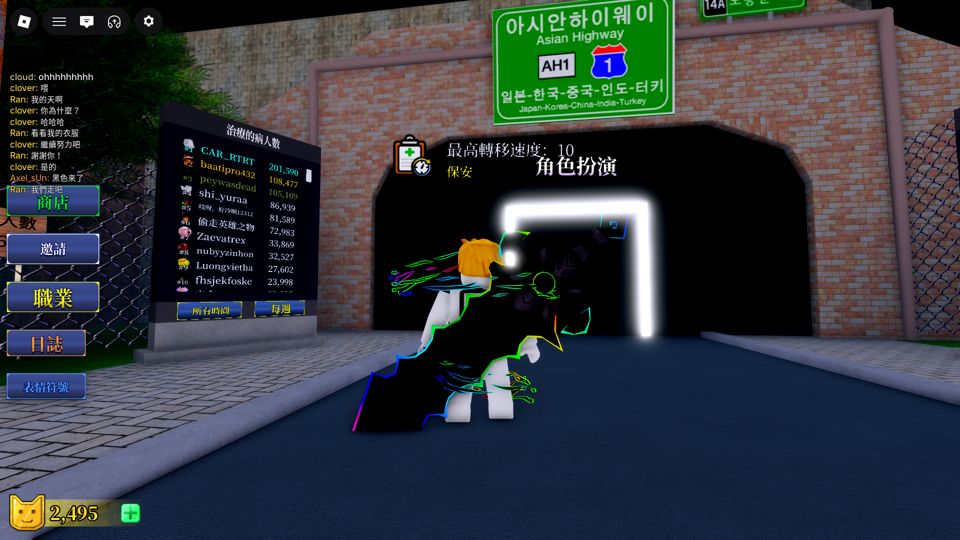 아시안하이웨이
Asian Highway
AH1
1
일본-한국-중국-인도-터키
Japan-Korea-China-India-Turkey
14A
cloud: ohhhhhhhhh
clover: 喂
Ran: 我的天啊
clover: 你為什麼？
clover: 哈哈哈
Ran: 看看我的衣服
clover: 繼續努力吧
Ran: 謝謝你！
clover: 是的
Axel_sUn: 黑色來了
Ran: 我們走吧
商店
人數
邀請
職業
日誌
表情符號
治療的病人數
CAR_RTRT 201,590
baatipro432 108,477
#3 peywasdead 105,109
shi_yuraa 86,939
#5 81,589
偷走英雄之物 72,983
Zaevatrex 33,869
#8 nubyyzinhon 32,527
#9 Luongvietha 27,602
#10 fhsjekfoske 23,998
所有時間
每週
最高轉移速度: 10
角色扮演
保安
2,495